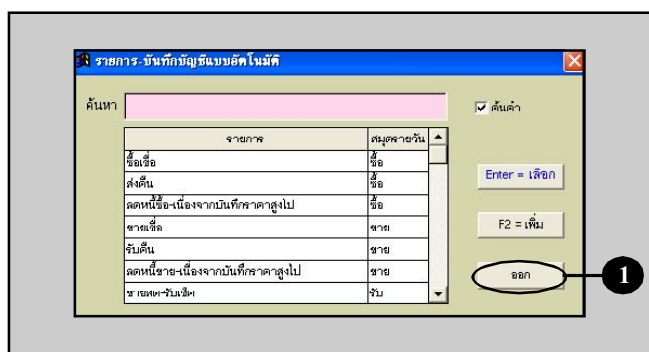 รายการ-บันทึกบัญชีแบบอัตโนมัติ
ค้นหา
ค้นคำ
รายการ สมุดรายวัน
ซื้อเชื่อ ซื้อ
ส่งคืน ซื้อ
ลดหนี้ซื้อ-เนื่องจากบันทึกราคาสูงไป ซื้อ
ขายเชื่อ ขาย
รับคืน ขาย
ลดหนี้ขาย-เนื่องจากบันทึกราคาสูงไป ขาย
ขายสด-รับเช็ค รับ
Enter = เลือก
F2 = เพิ่ม
ออก
1